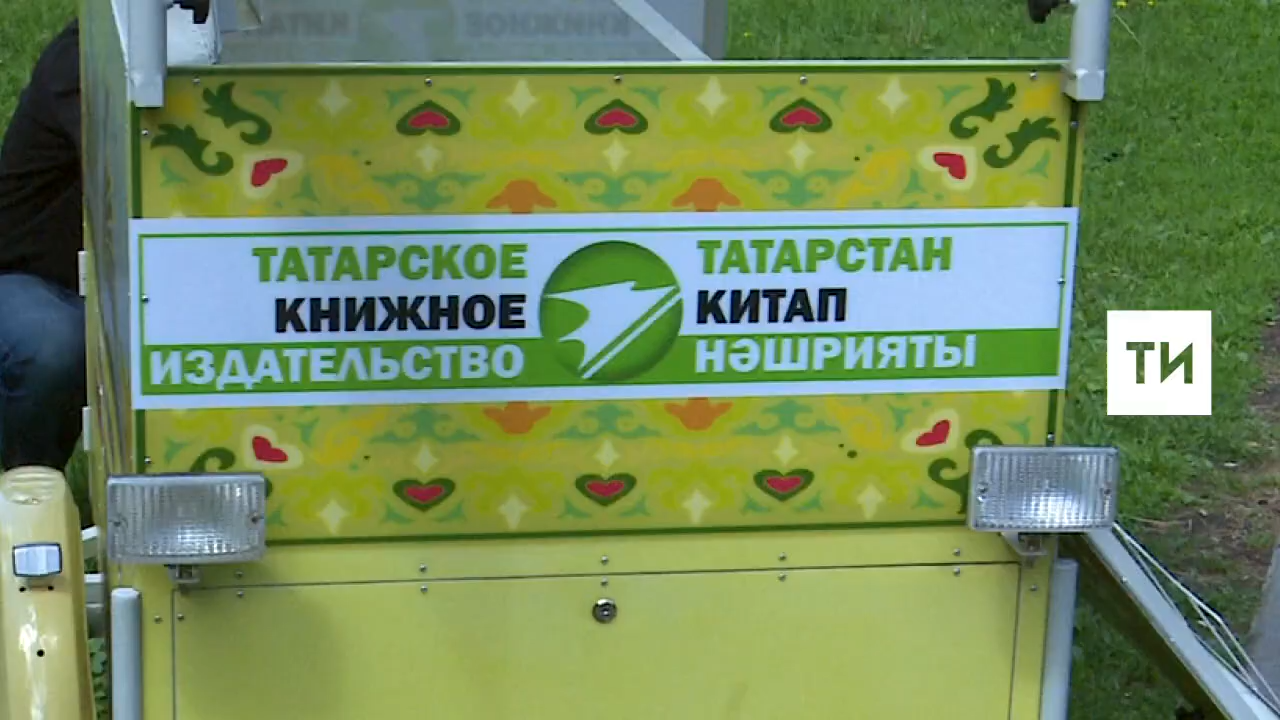 ТАТАРСКОЕ
КНИЖНОЕ
ИЗДАТЕЛЬСТВО
ТАТАРСТАН
КИТАП
НӘШРИЯТЫ
ТИ